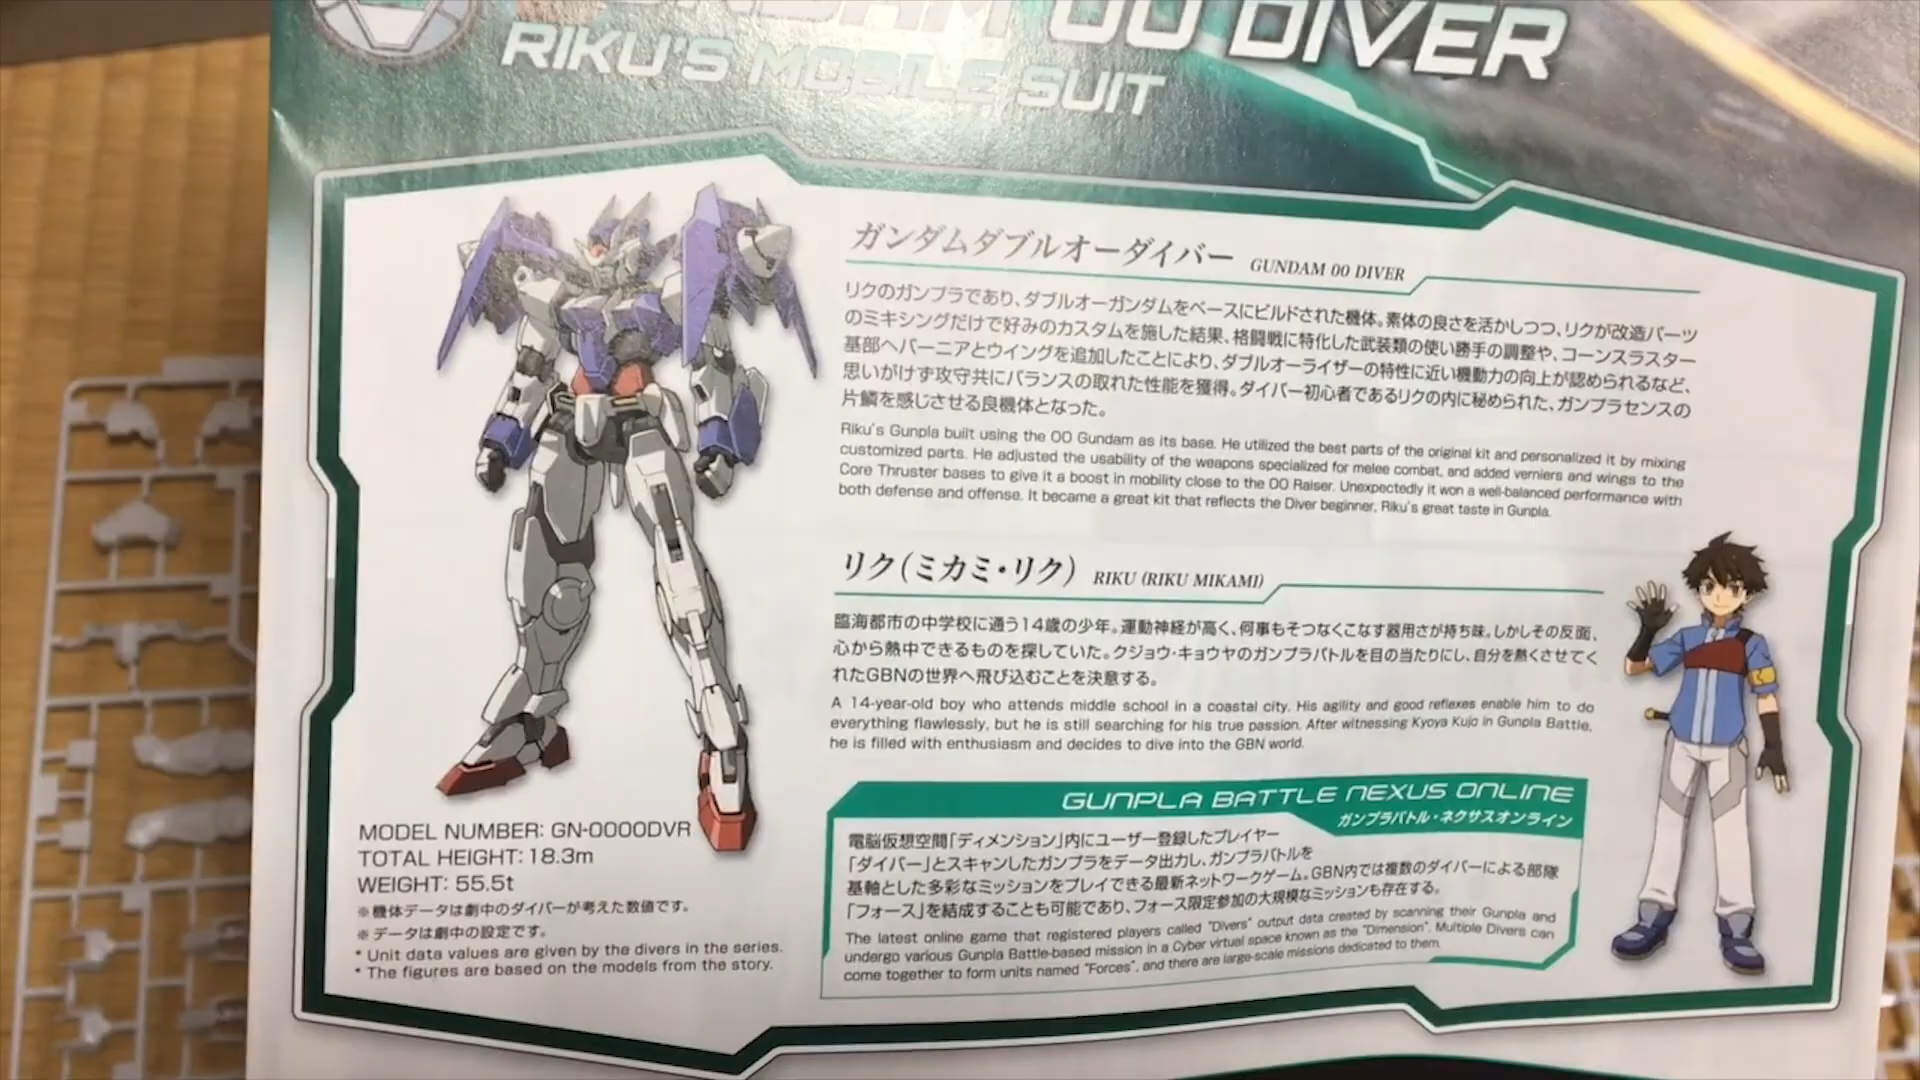 GUNDAM 00 DIVER
RIKU'S MOBILE SUIT
ガンダムダブルオーダイバー GUNDAM 00 DIVER
リクのガンプラであり、ダブルオーガンダムをベースにビルドされた機体。素体の良さを活かしつつ、リクが改造パーツ
のミキシングだけで好みのカスタムを施した結果、格闘戦に特化した武装類の使い勝手の調整や、コーンスラスター
基部へバーニアとウイングを追加したことにより、ダブルオーライザーの特性に近い機動力の向上が認められるなど、
思いがけず攻守共にバランスの取れた性能を獲得。ダイバー初心者であるリクの内に秘められた、ガンプラセンスの
片鱗を感じさせる良機体となった。
Riku's Gunpla built using the 00 Gundam as its base. He utilized the best parts of the original kit and personalized it by mixing
customized parts. He adjusted the usability of the weapons specialized for melee combat, and added verniers and wings to the
Core Thruster bases to give it a boost in mobility close to the 00 Raiser. Unexpectedly it won a well-balanced performance with
both defense and offense. It became a great kit that reflects the Diver beginner, Riku's great taste in Gunpla.
リク（ミカミ・リク） RIKU (RIKU MIKAMI)
臨海都市の中学校に通う14歳の少年。運動神経が高く、何事もそつなくこなす器用さが持ち味。しかしその反面、
心から熱中できるものを探していた。クジョウ・キョウヤのガンプラバトルを目の当たりにし、自分を熱くさせてく
れたGBNの世界へ飛び込むことを決意する。
A 14-year-old boy who attends middle school in a coastal city. His agility and good reflexes enable him to do
everything flawlessly, but he is still searching for his true passion. After witnessing Kyoya Kujo in Gunpla Battle,
he is filled with enthusiasm and decides to dive into the GBN world.
GUNPLA BATTLE NEXUS ONLINE
ガンプラバトル・ネクサスオンライン
電脳仮想空間「ディメンション」内にユーザー登録したプレイヤー
「ダイバー」とスキャンしたガンプラをデータ出力し、ガンプラバトルを
基軸とした多彩なミッションをプレイできる最新ネットワークゲーム。GBN内では複数のダイバーによる部隊
「フォース」を結成することも可能であり、フォース限定参加の大規模なミッションも存在する。
The latest online game that registered players called "Divers" output data created by scanning their Gunpla and
undergo various Gunpla Battle-based mission in a Cyber virtual space known as the "Dimension". Multiple Divers can
come together to form units named "Forces", and there are large-scale missions dedicated to them.
MODEL NUMBER: GN-0000DVR
TOTAL HEIGHT: 18.3m
WEIGHT: 55.5t
※機体データは劇中のダイバーが考えた数値です。
※データは劇中の設定です。
* Unit data values are given by the divers in the series.
* The figures are based on the models from the story.